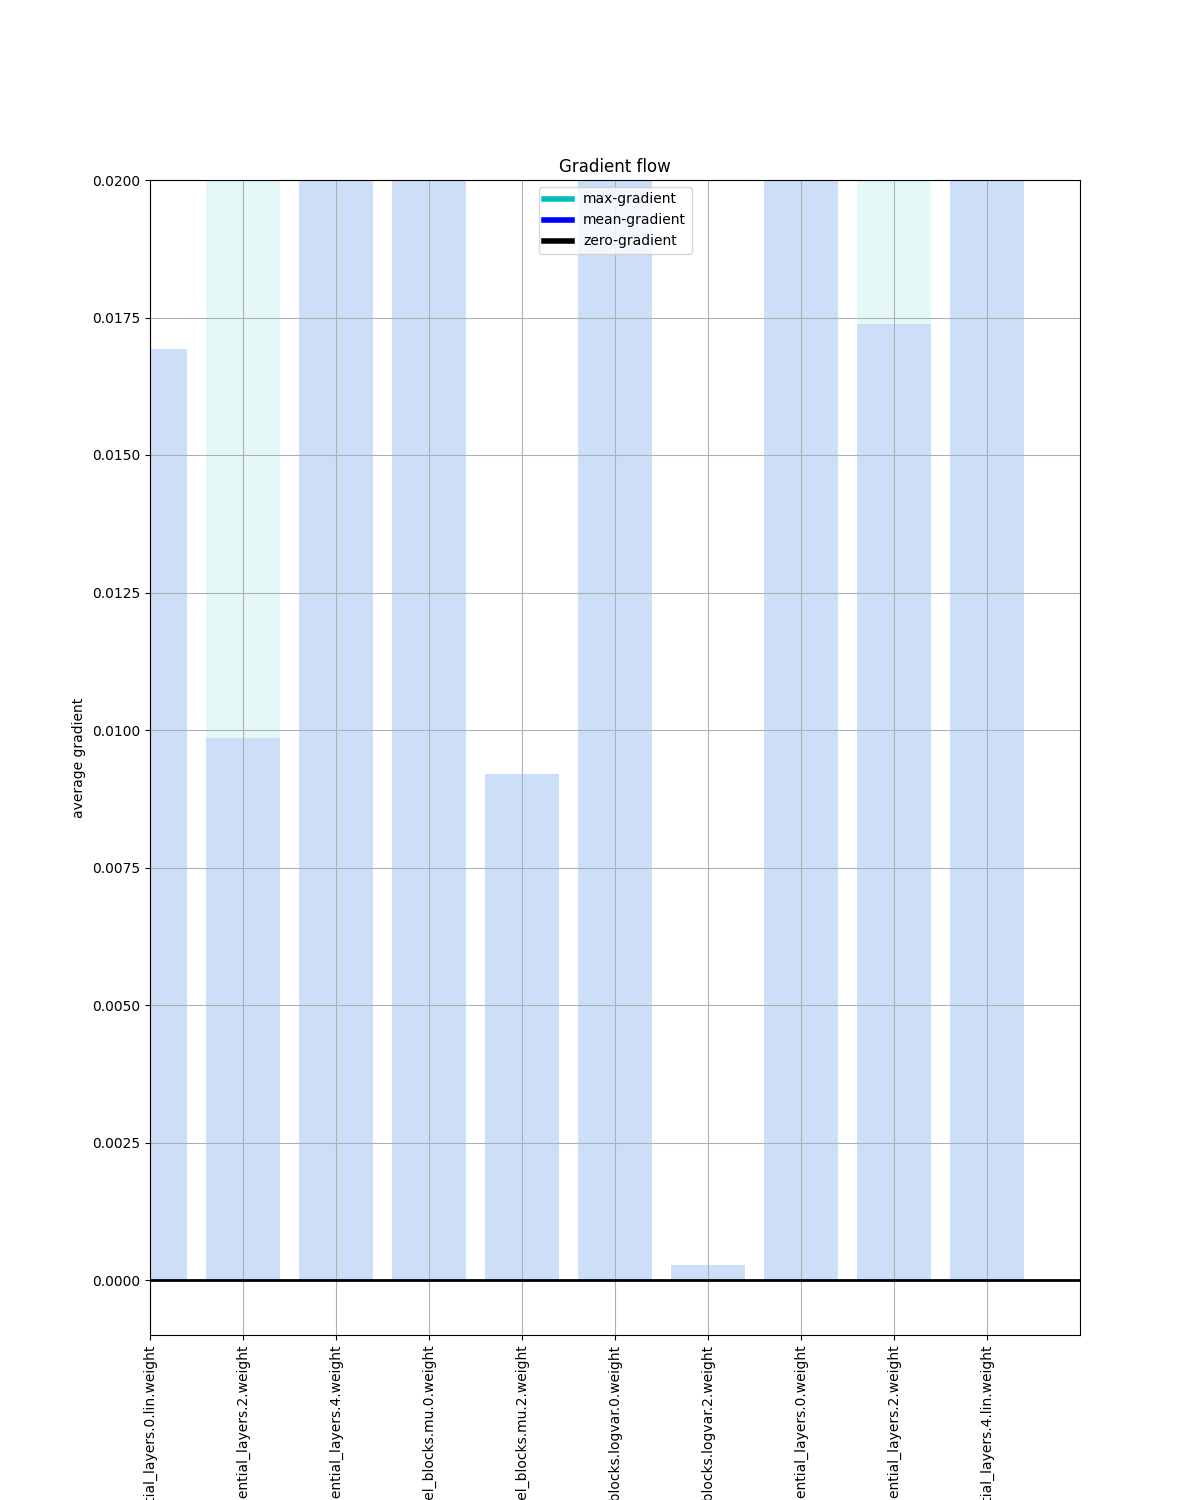 Gradient flow
max-gradient
mean-gradient
zero-gradient
0.0200
0.0175
0.0150
0.0125
0.0100
0.0075
0.0050
0.0025
0.0000
average gradient
tial_layers.0.lin.weight
ential_layers.2.weight
ential_layers.4.weight
el_blocks.mu.0.weight
el_blocks.mu.2.weight
blocks.logvar.0.weight
blocks.logvar.2.weight
ential_layers.0.weight
ential_layers.2.weight
tial_layers.4.lin.weight